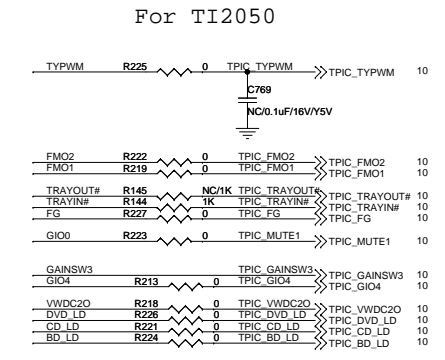 For TI2050
TYPWM R225 0 TPIC_TYPWM TPIC_TYPWM 10
C769
NC/0.1uF/16V/Y5V
FMO2 R222 0 TPIC_FMO2 TPIC_FMO2 10
FMO1 R219 0 TPIC_FMO1 TPIC_FMO1 10
TRAYOUT# R145 NC/1K TPIC_TRAYOUT# TPIC_TRAYOUT# 10
TRAYIN# R144 1K TPIC_TRAYIN# TPIC_TRAYIN# 10
FG R227 0 TPIC_FG TPIC_FG 10
GIO0 R223 0 TPIC_MUTE1 TPIC_MUTE1 10
GAINSW3 TPIC_GAINSW3 TPIC_GAINSW3 10
GIO4 R213 0 TPIC_GIO4 TPIC_GIO4 10
VWDC2O R218 0 TPIC_VWDC2O TPIC_VWDC2O 10
DVD_LD R226 0 TPIC_DVD_LD TPIC_DVD_LD 10
CD_LD R221 0 TPIC_CD_LD TPIC_CD_LD 10
BD_LD R224 0 TPIC_BD_LD TPIC_BD_LD 10